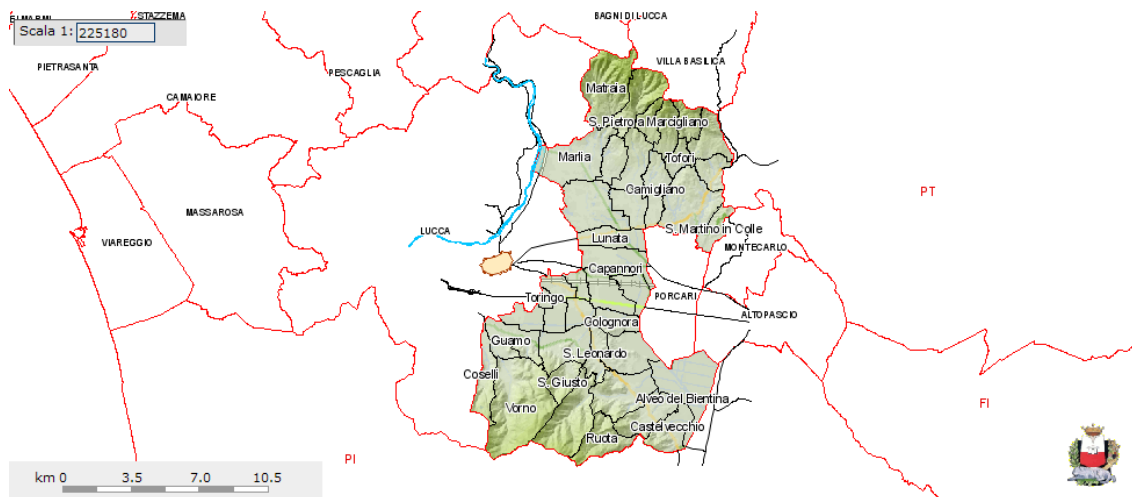 STAZZEMA
BAGNI DI LUCCA
Scala 1: 225180
PIETRASANTA
PESCAGLIA
VILLA BASILICA
CAMAIORE
Matraia
S. Pietro a Marcigliano
Marlia
Tofori
Camigliano
PT
MASSAROSA
LUCCA
S. Martino in Colle
VIAREGGIO
Lunata
MONTECARLO
Capannori
Toringo
PORCARI
ALTOPASCIO
Colognora
Guamo
S. Leonardo
Coselli
S. Giusto
Alveo del Bientina
Vorno
FI
Castelvecchio
Ruota
PI
km 0 3.5 7.0 10.5